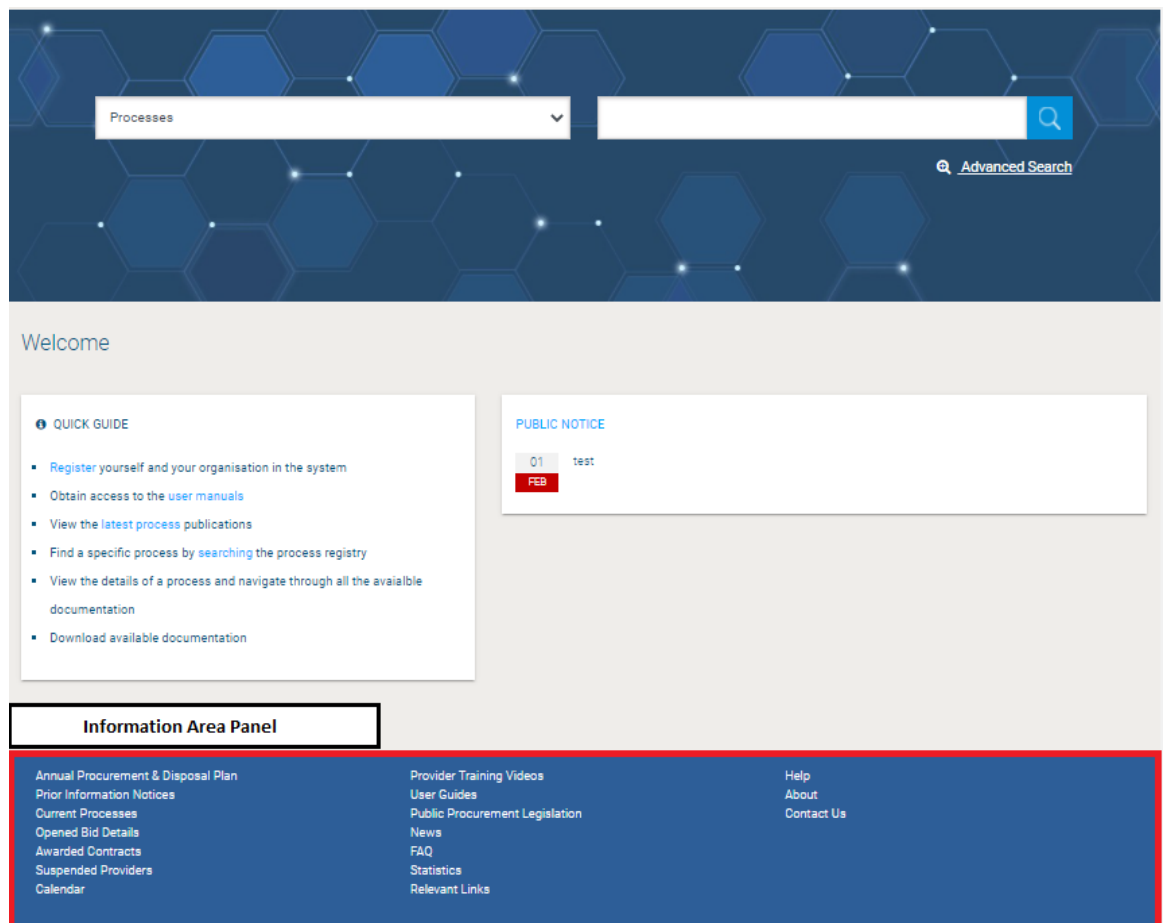 Processes
Advanced Search
Welcome
QUICK GUIDE
Register yourself and your organisation in the system
Obtain access to the user manuals
View the latest process publications
Find a specific process by searching the process registry
View the details of a process and navigate through all the avaialble
documentation
Download available documentation
PUBLIC NOTICE
01
test
FEB
Information Area Panel
Annual Procurement & Disposal Plan
Prior Information Notices
Current Processes
Opened Bid Details
Awarded Contracts
Suspended Providers
Calendar
Provider Training Videos
User Guides
Public Procurement Legislation
News
FAQ
Statistics
Relevant Links
Help
About
Contact Us